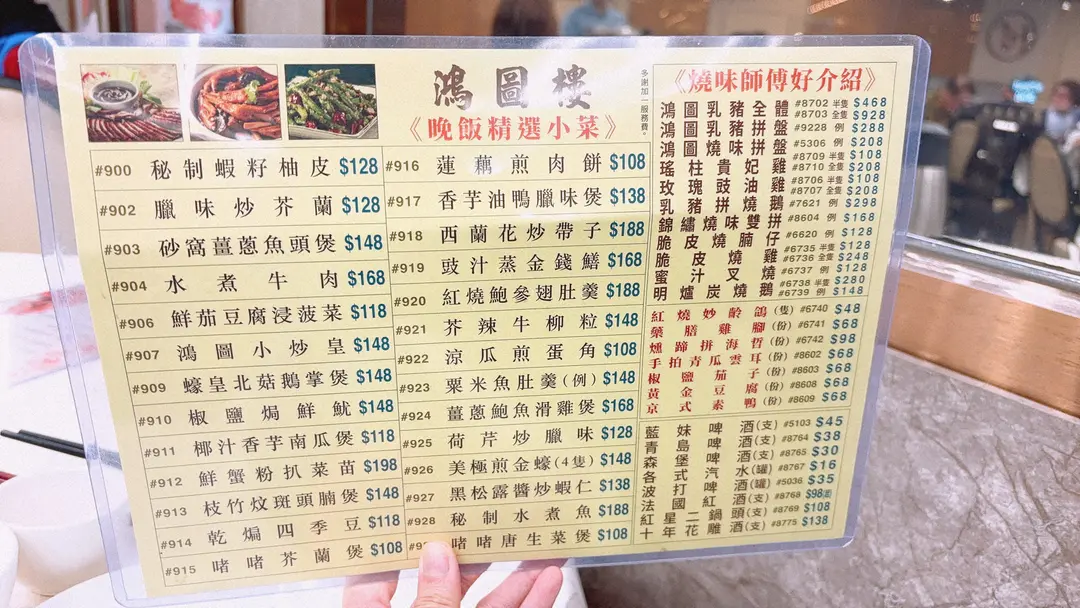 鴻圖樓
《晚飯精選小菜》
多謝加一服務費。
#900 秘制蝦籽柚皮 $128
#902 臘味炒芥蘭 $128
#903 砂窩薑蔥魚頭煲 $148
#904 水煮牛肉 $168
#906 鮮茄豆腐浸菠菜 $118
#907 鴻圖小炒皇 $148
#909 蠔皇北菇鵝掌煲 $148
#910 椒鹽焗鮮魷 $148
#911 椰汁香芋南瓜煲 $118
#912 鮮蟹粉扒菜苗 $198
#913 枝竹炆斑頭腩煲 $148
#914 乾煸四季豆 $118
#915 啫啫芥蘭煲 $108
#916 蓮藕煎肉餅 $108
#917 香芋油鴨臘味煲 $138
#918 西蘭花炒帶子 $188
#919 豉汁蒸金錢鱔 $168
#920 紅燒鮑參翅肚羹 $188
#921 芥辣牛柳粒 $148
#922 涼瓜煎蛋角 $108
#923 粟米魚肚羹(例) $148
#924 薑蔥鮑魚滑雞煲 $168
#925 荷芹炒臘味 $128
#926 美極煎金蠔(4隻) $148
#927 黑松露醬炒蝦仁 $138
#928 秘制水煮魚 $188
啫啫唐生菜煲 $108
《燒味師傅好介紹》
鴻圖乳豬全體 #8702 半隻 $468
#8703 全隻 $928
鴻圖乳豬拼盤 #9228 例 $288
鴻圖燒味拼盤 #5306 例 $208
瑤柱貴妃雞 #8709 半隻 $108
#8710 全隻 $208
玫瑰豉油雞 #8706 半隻 $108
#8707 全隻 $208
乳豬拼燒鵝 #7621 例 $298
錦繡燒味雙拼 #8604 例 $168
脆皮燒腩仔 #6620 例 $128
脆皮燒雞 #6735 半隻 $128
#6736 全隻 $248
蜜汁叉燒 #6737 例 $128
明爐炭燒鵝 #6738 半隻 $280
#6739 例 $148
紅燒妙齡鴿(隻) #6740 $48
藥膳雞腳(份) #6741 $68
燻蹄拼海哲(份) #6742 $98
手拍青瓜雲耳(份) #8602 $68
椒鹽茄子(份) #8603 $68
黃金豆腐(份) #8608 $68
京式素鴨(份) #8609 $68
藍妹啤酒(支) #5103 $45
青島啤酒(支) #8764 $38
森堡啤酒(支) #8765 $30
各式汽水(罐) #8767 $16
波打啤酒(罐) #5036 $35
法國紅酒(支) #8768 $98
紅星二鍋頭(支) #8769 $108
十年花雕酒(支) #8775 $138